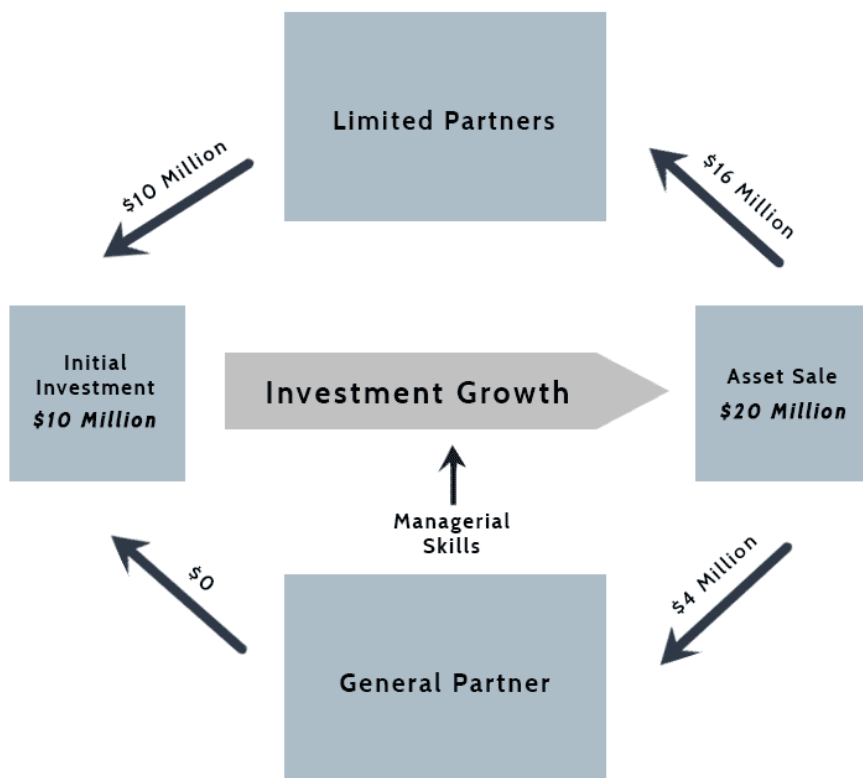 Limited Partners
$10 Million
$16 Million
Initial
Investment
$10 Million
Investment Growth
Asset Sale
$20 Million
Managerial
Skills
$0
$4 Million
General Partner